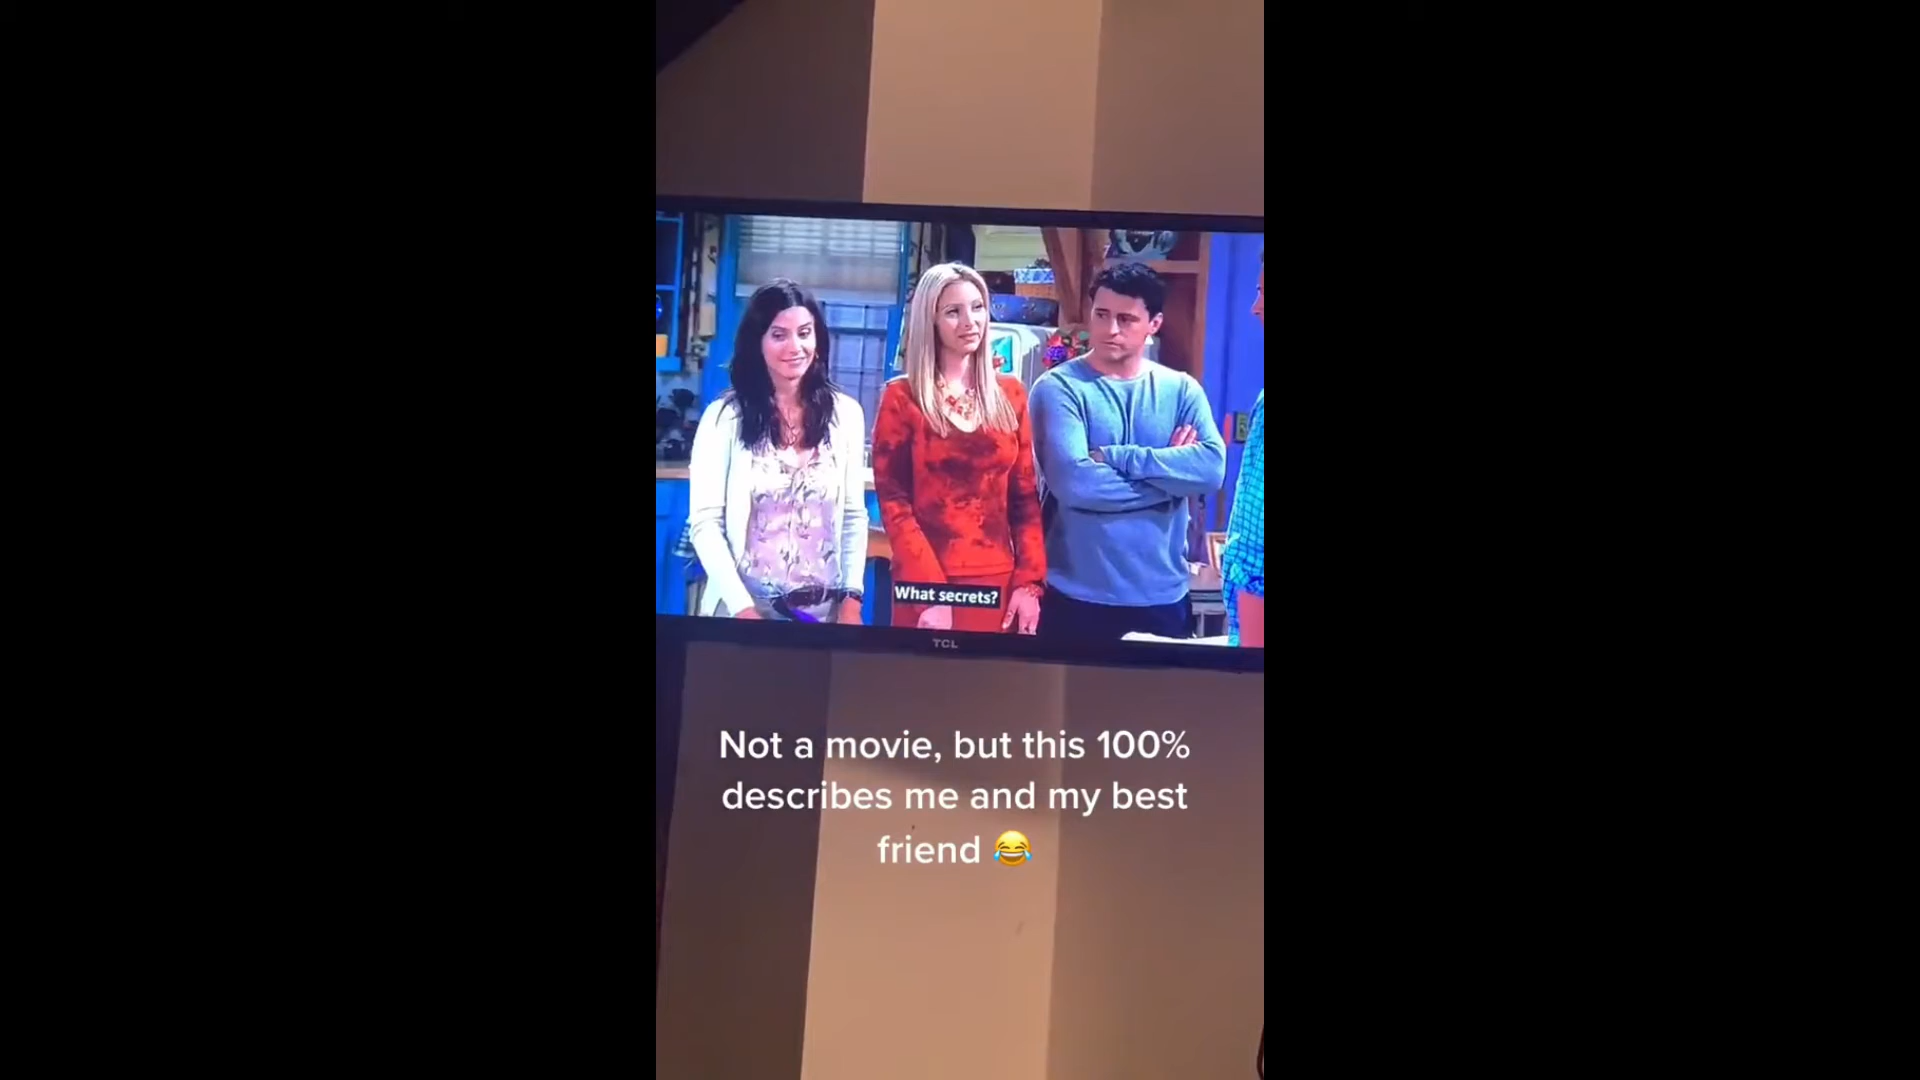 What secrets?
TCL
Not a movie, but this 100%
describes me and my best
friend 😂